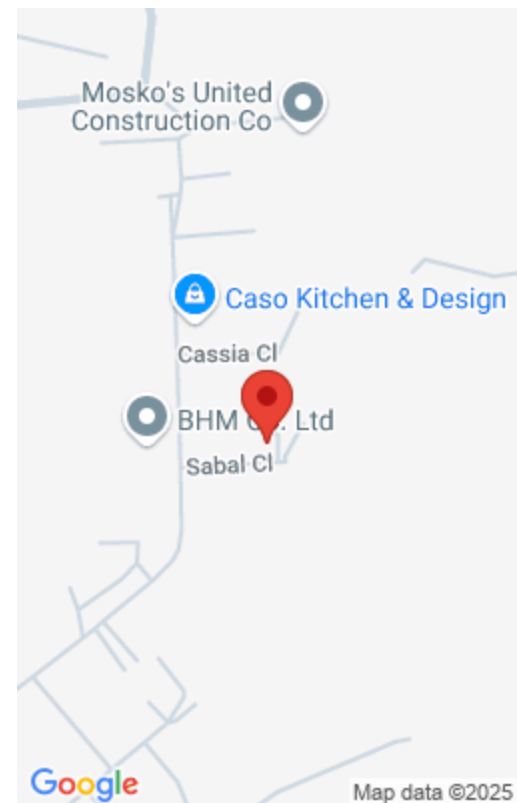 Mosko's United
Construction Co
Caso Kitchen & Design
Cassia Cl
BHM Ltd
Sabal Cl
Google
Map data ©2025